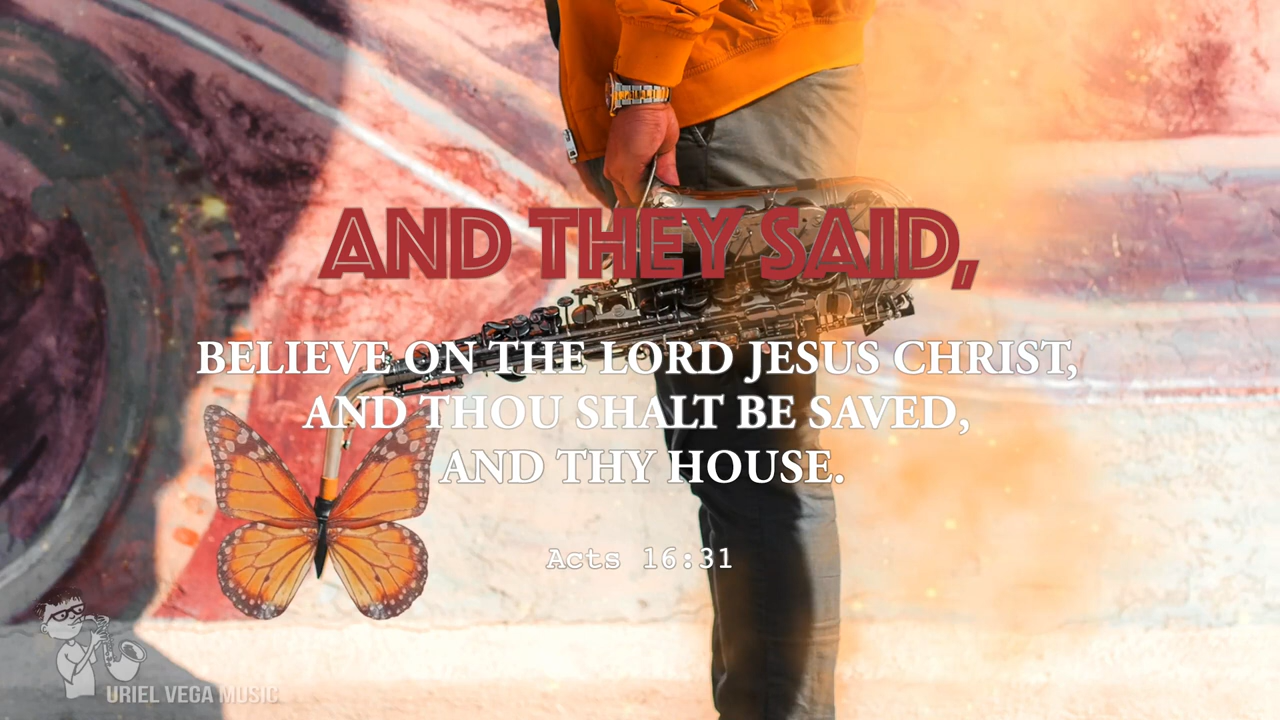 AND THEY SAID,
BELIEVE ON THE LORD JESUS CHRIST,
AND THOU SHALT BE SAVED,
AND THY HOUSE.
Acts 16:31
URIEL VEGA MUSIC